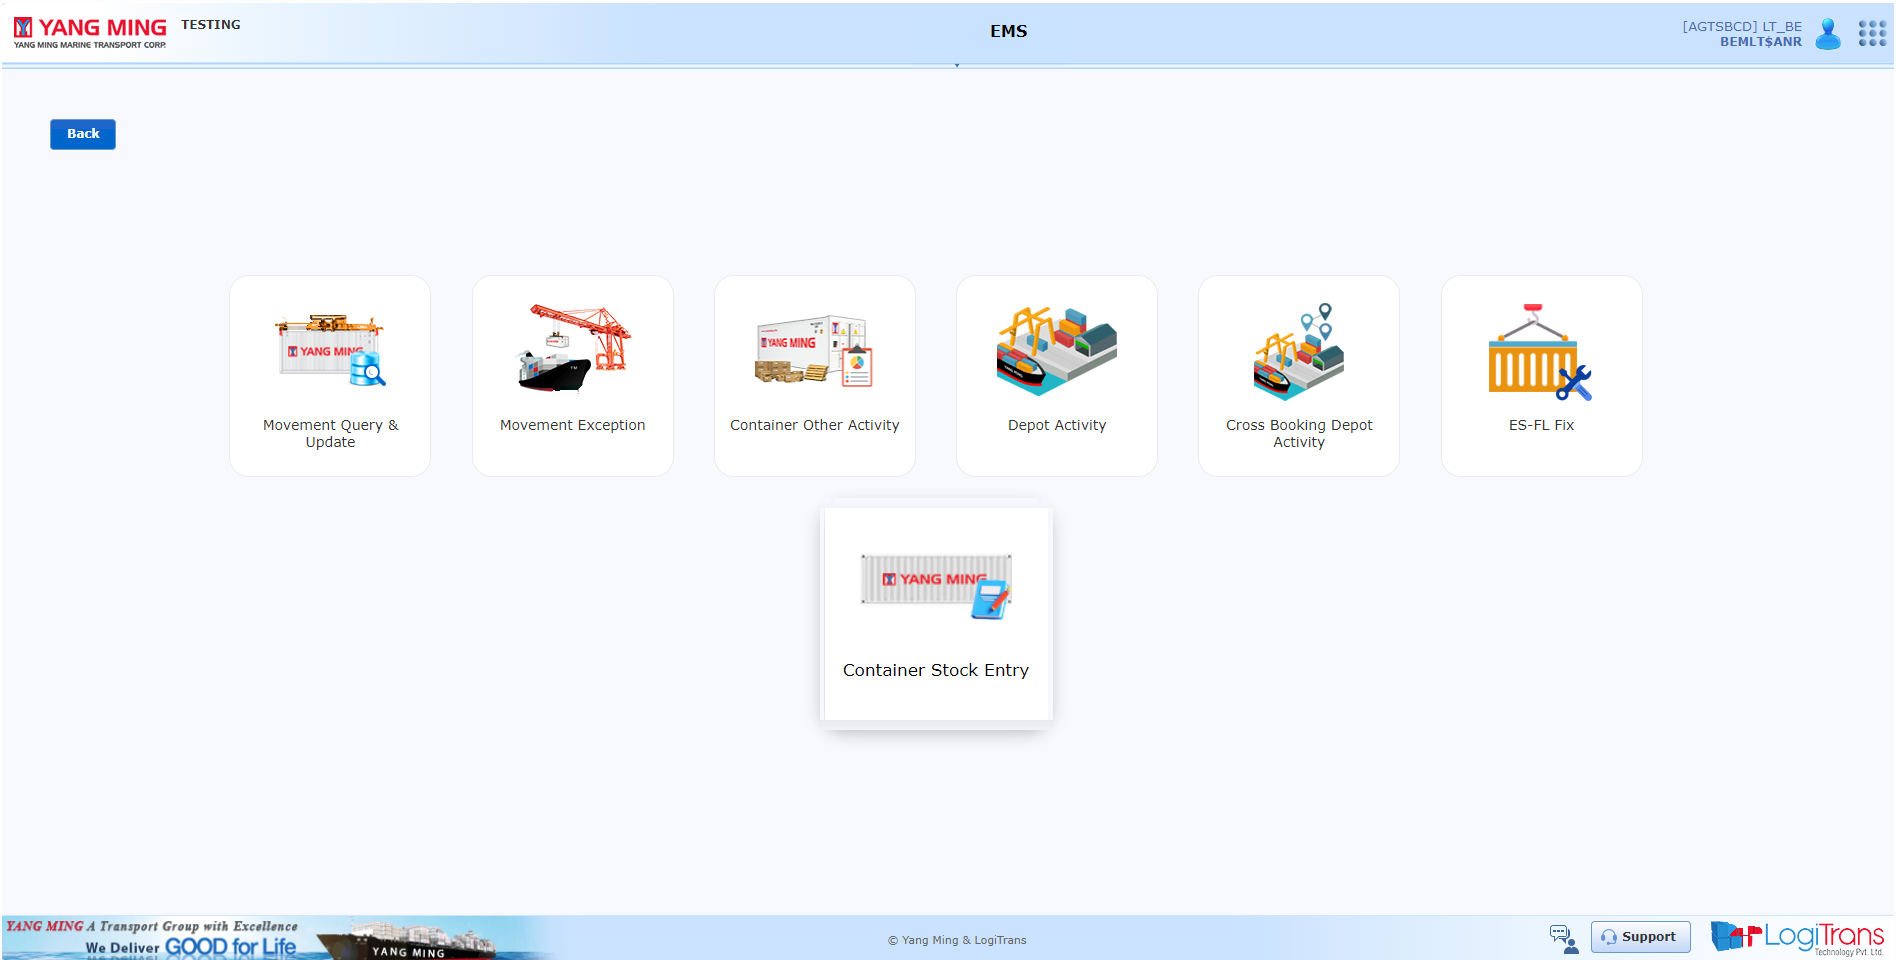 YANG MING
YANG MING MARINE TRANSPORT CORP.
TESTING
EMS
[AGTSBCD] LT_BE
BEMLT$ANR
Back
YANG MING
YANG MING
Movement Query &
Update
Movement Exception
Container Other Activity
Depot Activity
Cross Booking Depot
Activity
ES-FL Fix
YANG MING
Container Stock Entry
YANG MING A Transport Group with Excellence
We Deliver GOOD for Life
YANG MING
© Yang Ming & LogiTrans
Support
LogiTrans
Technology Pvt. Ltd.